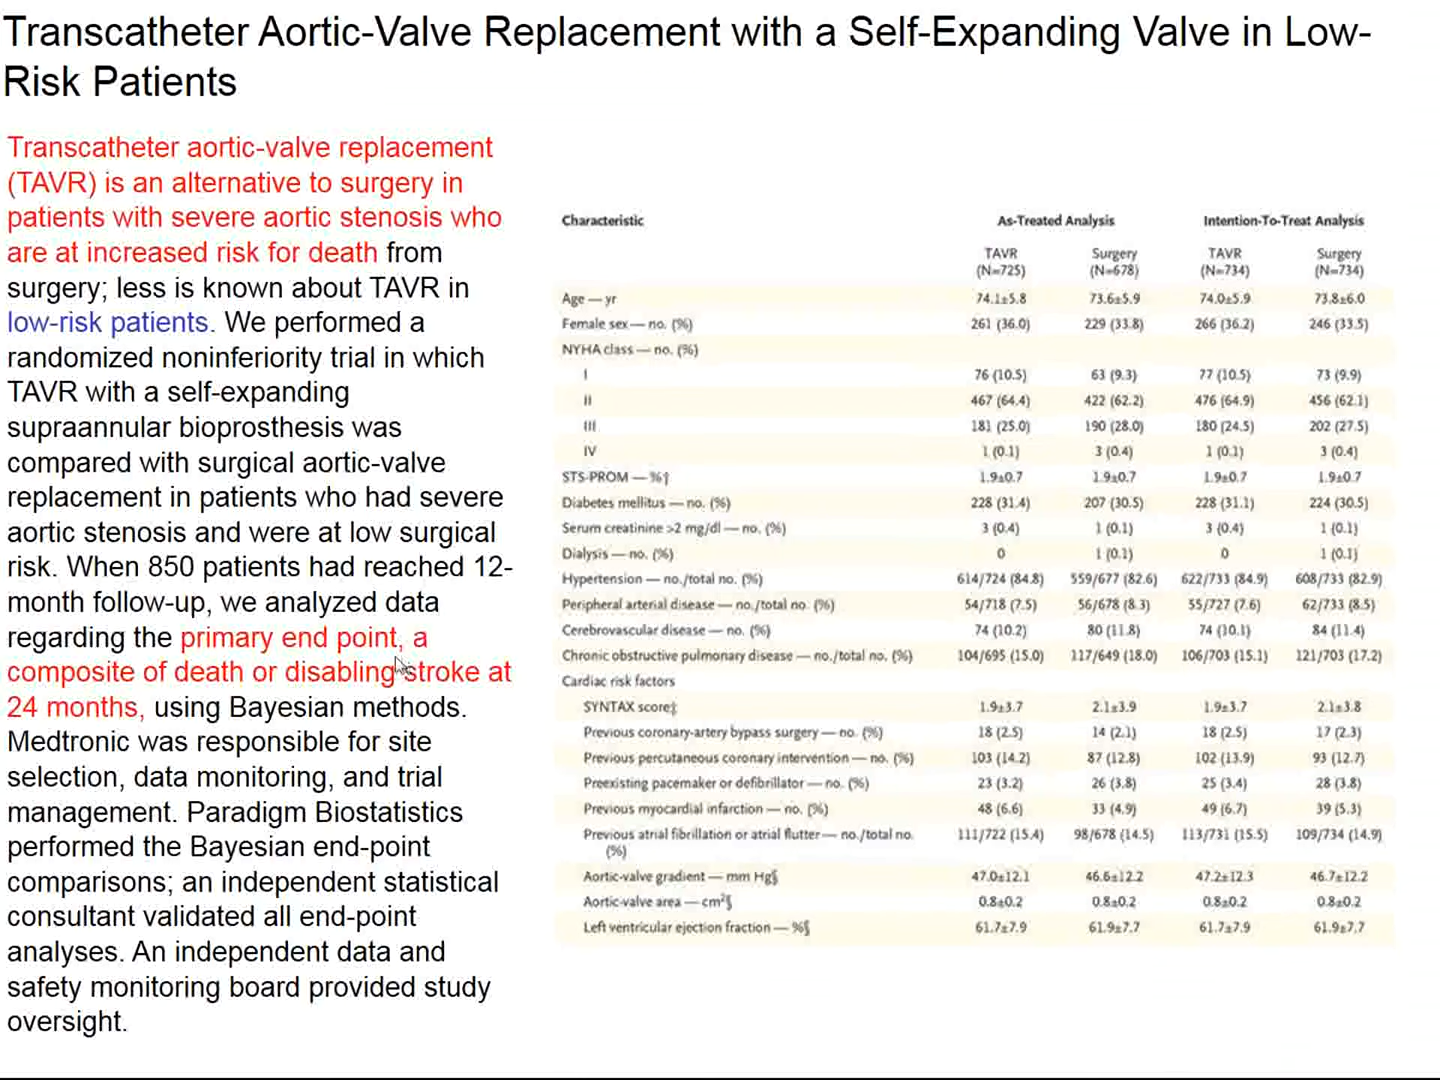 Transcatheter Aortic-Valve Replacement with a Self-Expanding Valve in Low-
Risk Patients
Transcatheter aortic-valve replacement
(TAVR) is an alternative to surgery in
patients with severe aortic stenosis who
are at increased risk for death from
surgery; less is known about TAVR in
low-risk patients. We performed a
randomized noninferiority trial in which
TAVR with a self-expanding
supraannular bioprosthesis was
compared with surgical aortic-valve
replacement in patients who had severe
aortic stenosis and were at low surgical
risk. When 850 patients had reached 12-
month follow-up, we analyzed data
regarding the primary end point, a
composite of death or disabling stroke at
24 months, using Bayesian methods.
Medtronic was responsible for site
selection, data monitoring, and trial
management. Paradigm Biostatistics
performed the Bayesian end-point
comparisons; an independent statistical
consultant validated all end-point
analyses. An independent data and
safety monitoring board provided study
oversight.
Characteristic As-Treated Analysis Intention-To-Treat Analysis
TAVR Surgery TAVR Surgery
(N=725) (N=678) (N=734) (N=734)
Age — yr 74.1±5.8 73.6±5.9 74.0±5.9 73.8±6.0
Female sex — no. (%) 261 (36.0) 229 (33.8) 266 (36.2) 246 (33.5)
NYHA class — no. (%)
I 76 (10.5) 63 (9.3) 77 (10.5) 73 (9.9)
II 467 (64.4) 422 (62.2) 476 (64.9) 456 (62.1)
III 181 (25.0) 190 (28.0) 180 (24.5) 202 (27.5)
IV 1 (0.1) 3 (0.4) 1 (0.1) 3 (0.4)
STS-PROM — %† 1.9±0.7 1.9±0.7 1.9±0.7 1.9±0.7
Diabetes mellitus — no. (%) 228 (31.4) 207 (30.5) 228 (31.1) 224 (30.5)
Serum creatinine >2 mg/dl — no. (%) 3 (0.4) 1 (0.1) 3 (0.4) 1 (0.1)
Dialysis — no. (%) 0 1 (0.1) 0 1 (0.1)
Hypertension — no./total no. (%) 614/724 (84.8) 559/677 (82.6) 622/733 (84.9) 608/733 (82.9)
Peripheral arterial disease — no./total no. (%) 54/718 (7.5) 56/678 (8.3) 55/727 (7.6) 62/733 (8.5)
Cerebrovascular disease — no. (%) 74 (10.2) 80 (11.8) 74 (10.1) 84 (11.4)
Chronic obstructive pulmonary disease — no./total no. (%) 104/695 (15.0) 117/649 (18.0) 106/703 (15.1) 121/703 (17.2)
Cardiac risk factors
SYNTAX score‡ 1.9±3.7 2.1±3.9 1.9±3.7 2.1±3.8
Previous coronary-artery bypass surgery — no. (%) 18 (2.5) 14 (2.1) 18 (2.5) 17 (2.3)
Previous percutaneous coronary intervention — no. (%) 103 (14.2) 87 (12.8) 102 (13.9) 93 (12.7)
Preexisting pacemaker or defibrillator — no. (%) 23 (3.2) 26 (3.8) 25 (3.4) 28 (3.8)
Previous myocardial infarction — no. (%) 48 (6.6) 33 (4.9) 49 (6.7) 39 (5.3)
Previous atrial fibrillation or atrial flutter — no./total no. 111/722 (15.4) 98/678 (14.5) 113/731 (15.5) 109/734 (14.9)
(%)
Aortic-valve gradient — mm Hg§ 47.0±12.1 46.6±12.2 47.2±12.3 46.7±12.2
Aortic-valve area — cm²§ 0.8±0.2 0.8±0.2 0.8±0.2 0.8±0.2
Left ventricular ejection fraction — %§ 61.7±7.9 61.9±7.7 61.7±7.9 61.9±7.7